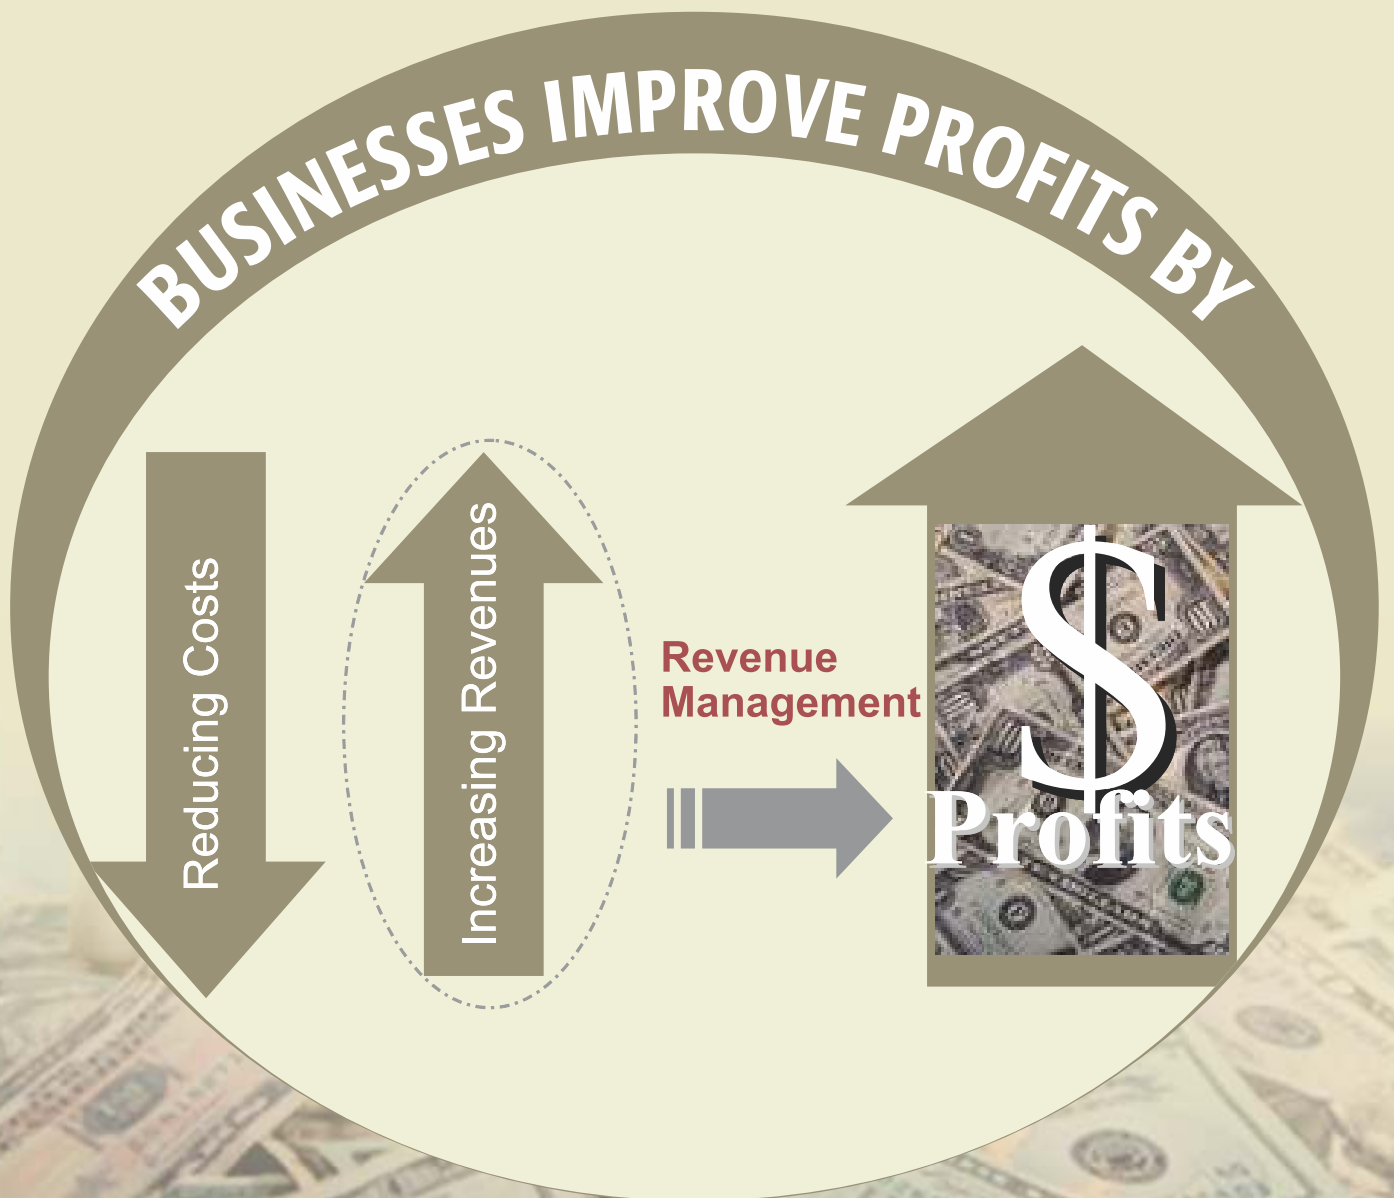 BUSINESSES IMPROVE PROFITS BY
Reducing Costs
Increasing Revenues
Revenue
Management
$
Profits